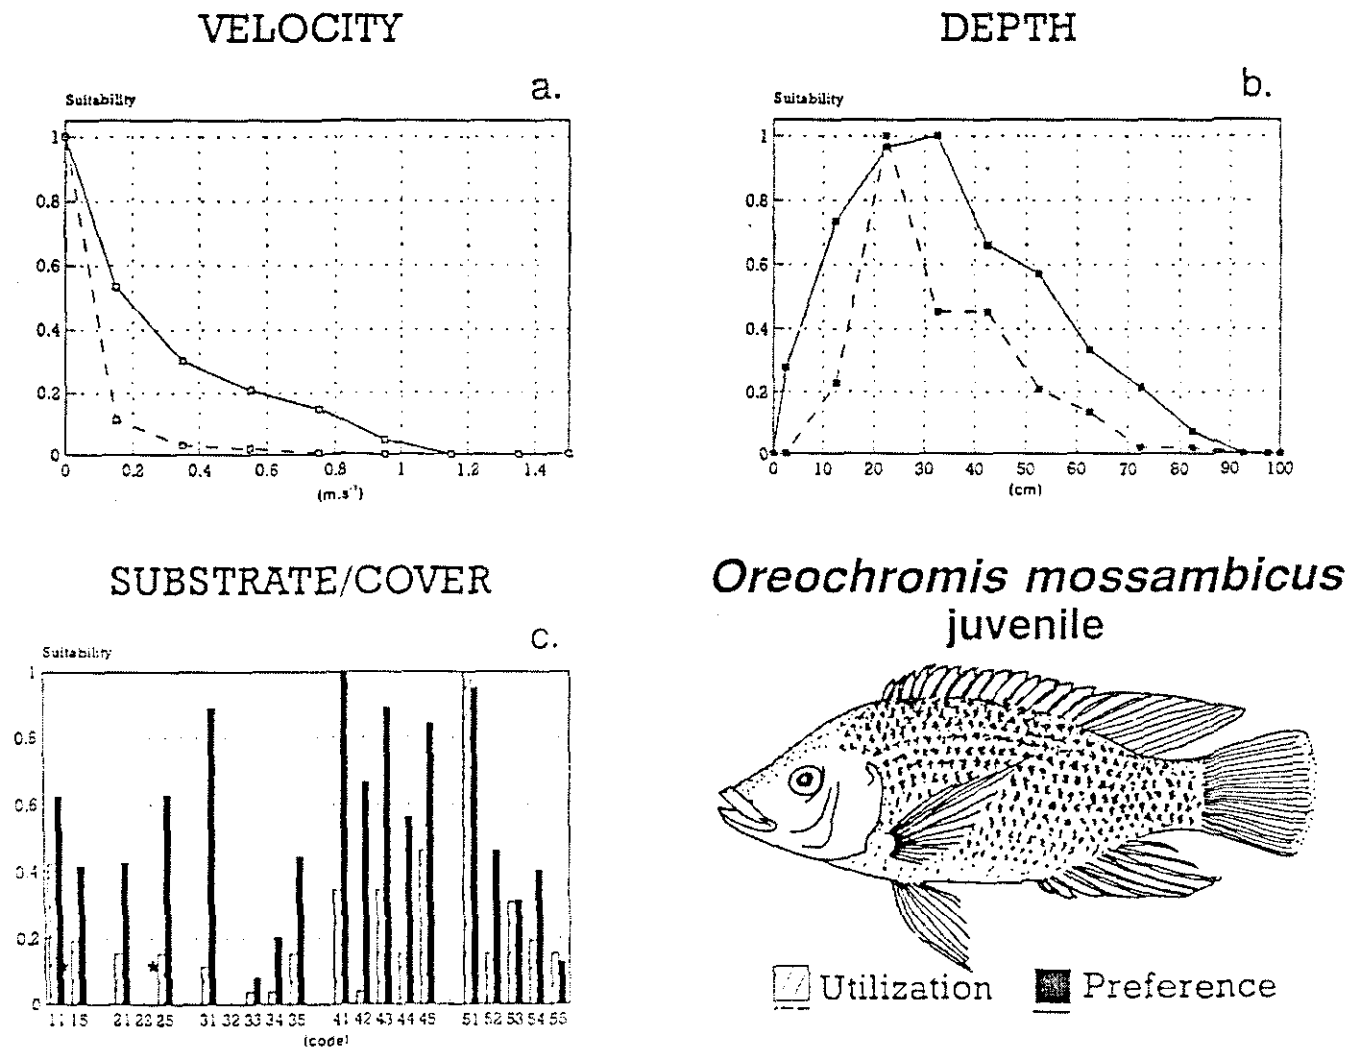 VELOCITY
DEPTH
a.
Suitability
1
0.8
0.6
0.4
0.2
0
0 0.2 0.4 0.6 0.8 1 1.2 1.4
(m.s⁻¹)
b.
Suitability
1
0.8
0.6
0.4
0.2
0
0 10 20 30 40 50 60 70 80 90 100
(cm)
SUBSTRATE/COVER
c.
Suitability
1
0.8
0.6
0.4
0.2
0
* *
11 15 21 23 25 31 32 33 34 35 41 42 43 44 45 51 52 53 54 55
(code)
Oreochromis mossambicus
juvenile
Utilization Preference